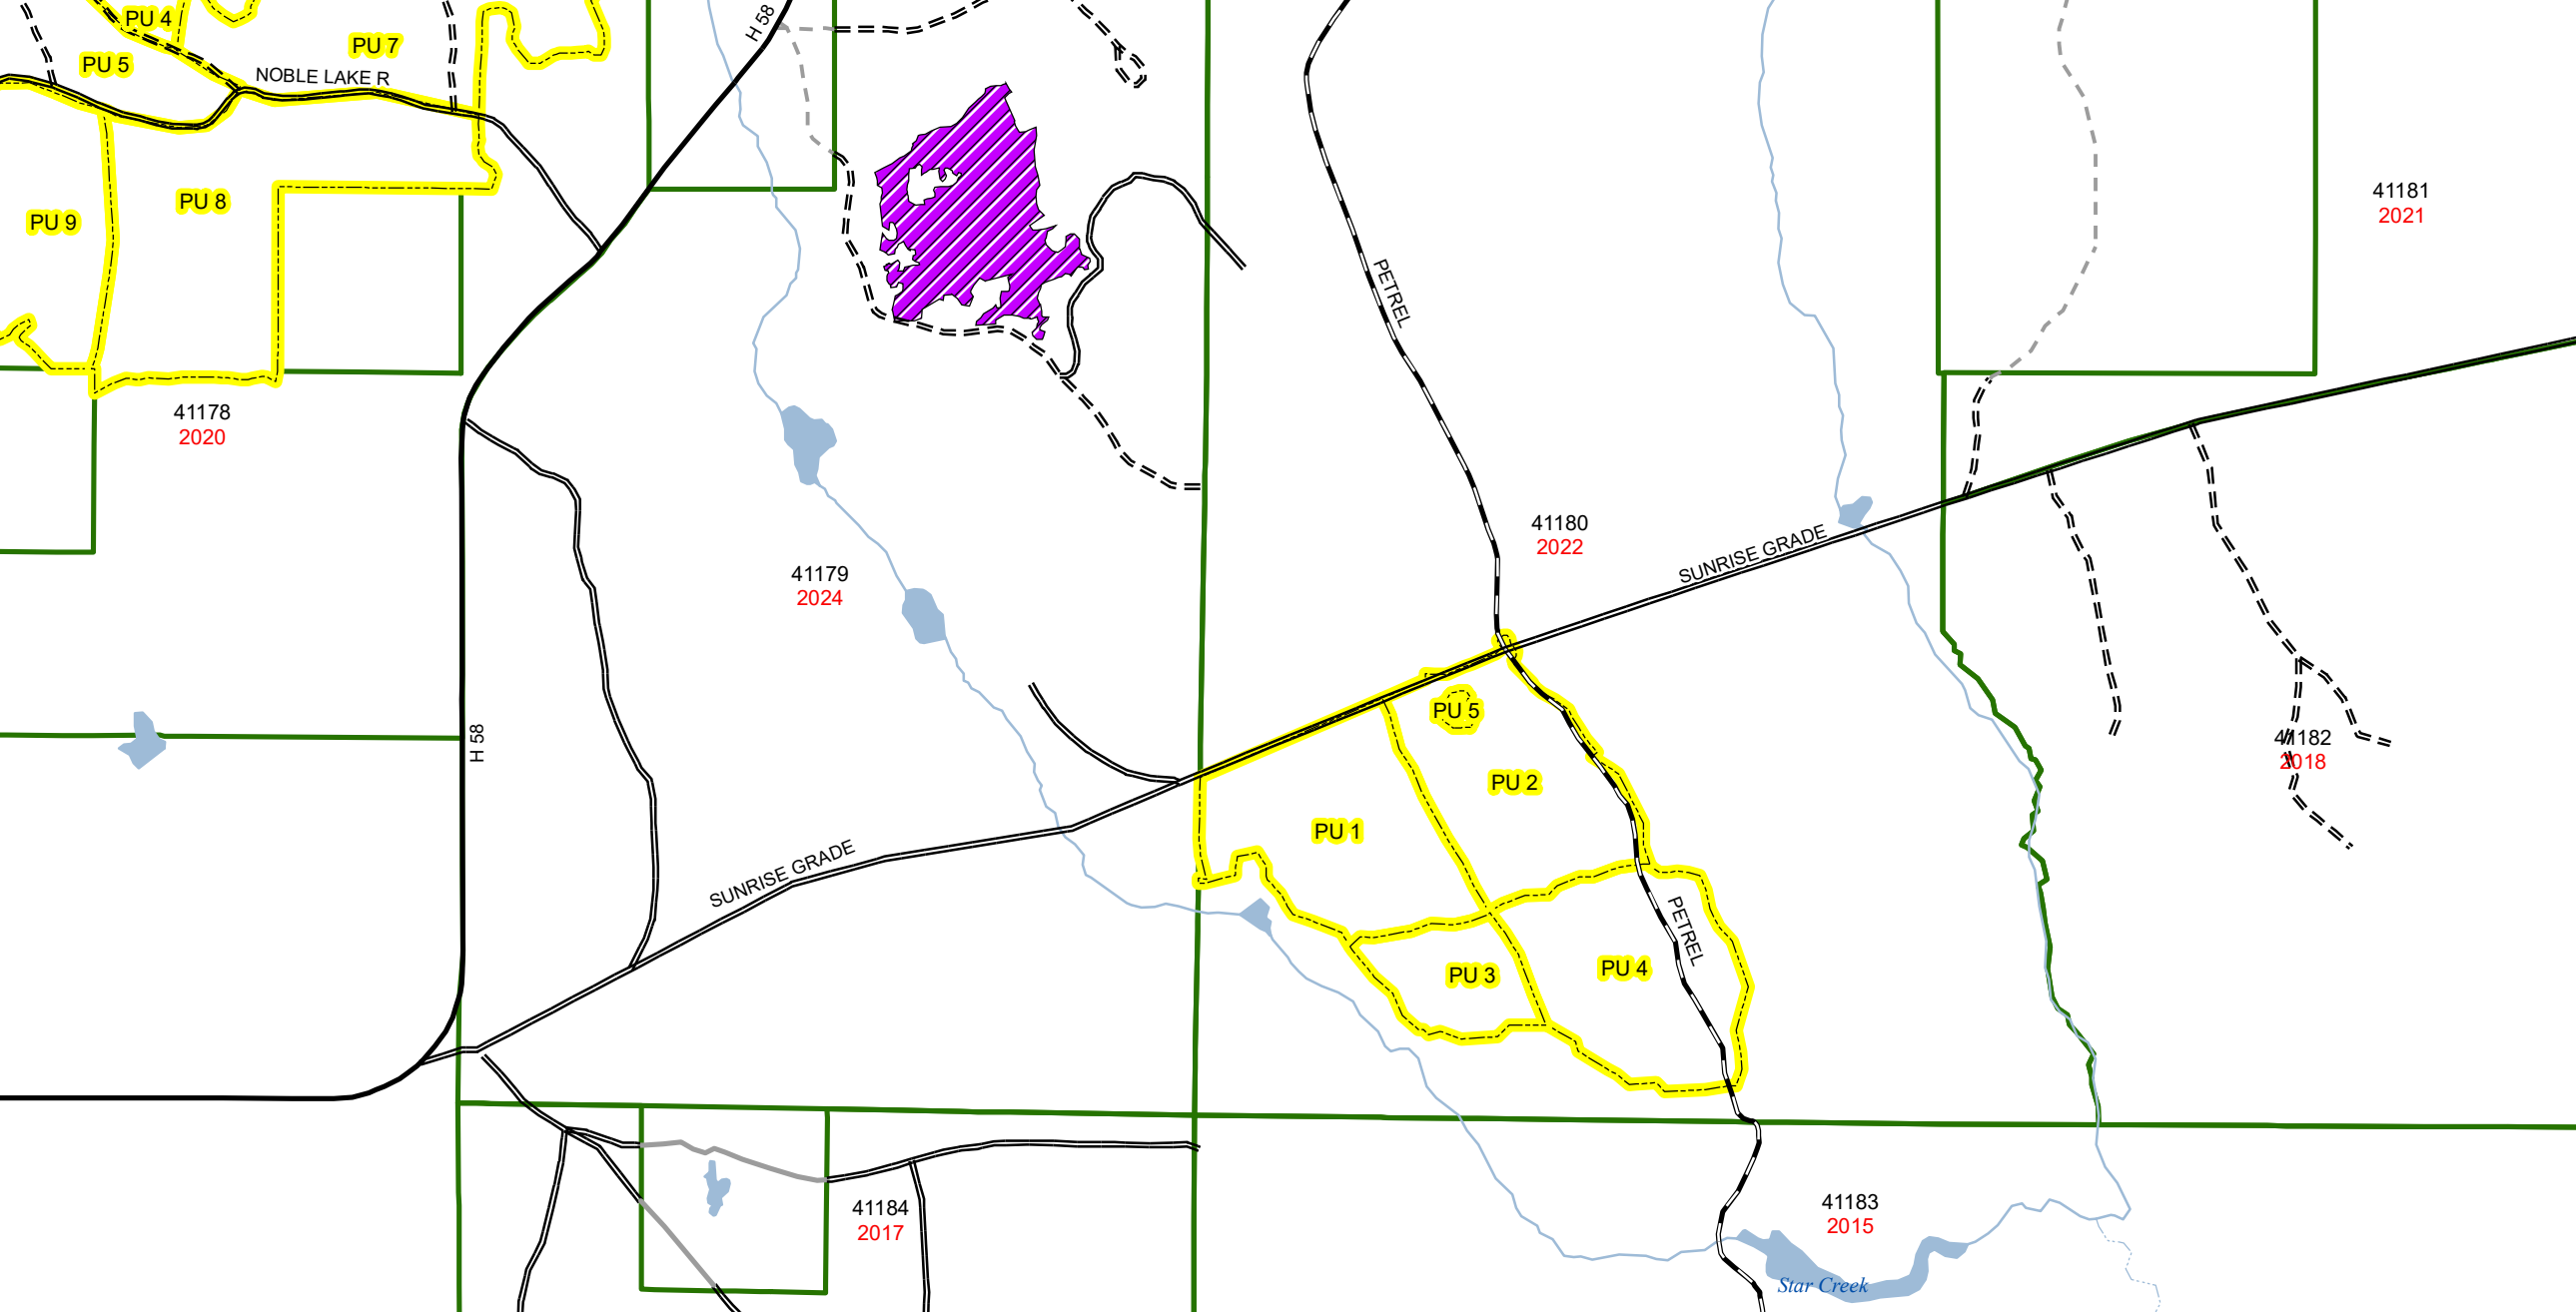 PU 4
H 58
PU 7
PU 5
NOBLE LAKE R
41181
2021
PU 8
PU 9
PETREL
41178
2020
41180
2022
SUNRISE GRADE
41179
2024
PU 5
H 58
41182
2018
PU 2
PU 1
SUNRISE GRADE
PETREL
PU 3
PU 4
41184
2017
41183
2015
Star Creek